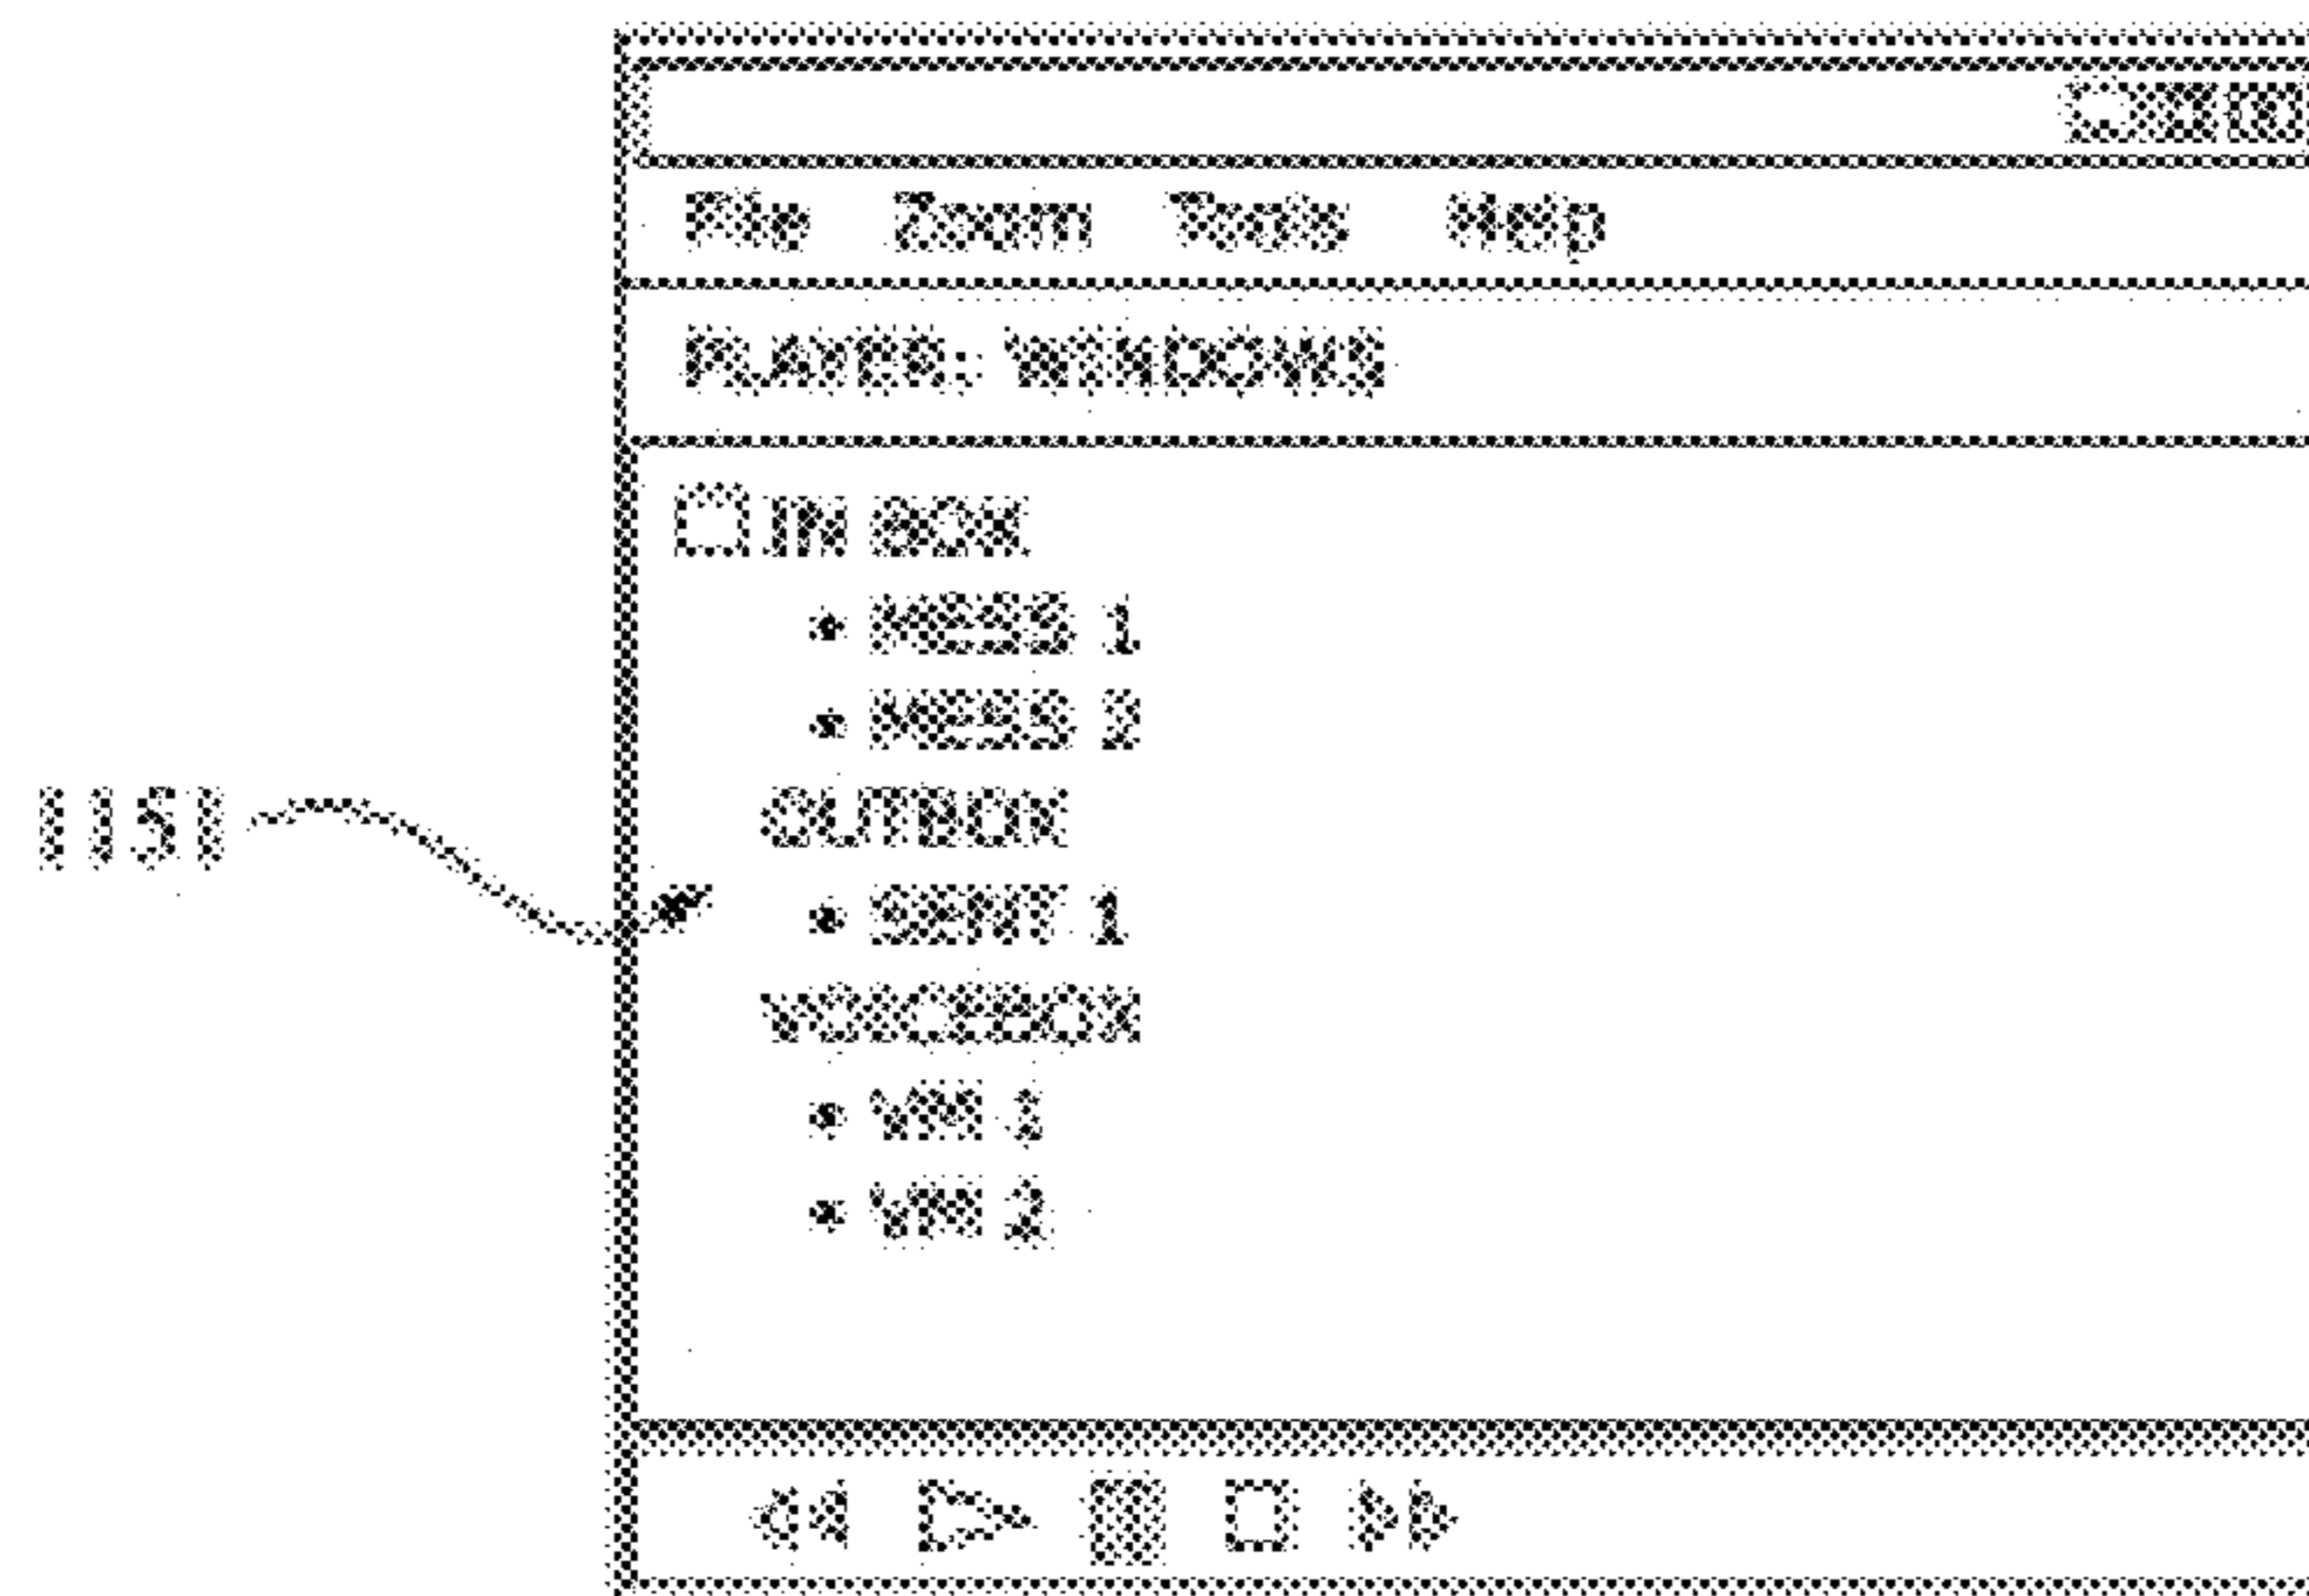 File Zoom Tools Help
PLAYER: WINDOWS
IN BOX
• MESS 1
• MESS 2
OUTBOX
• SENT 1
VOICEBOX
• VM 1
• VM 2
1151